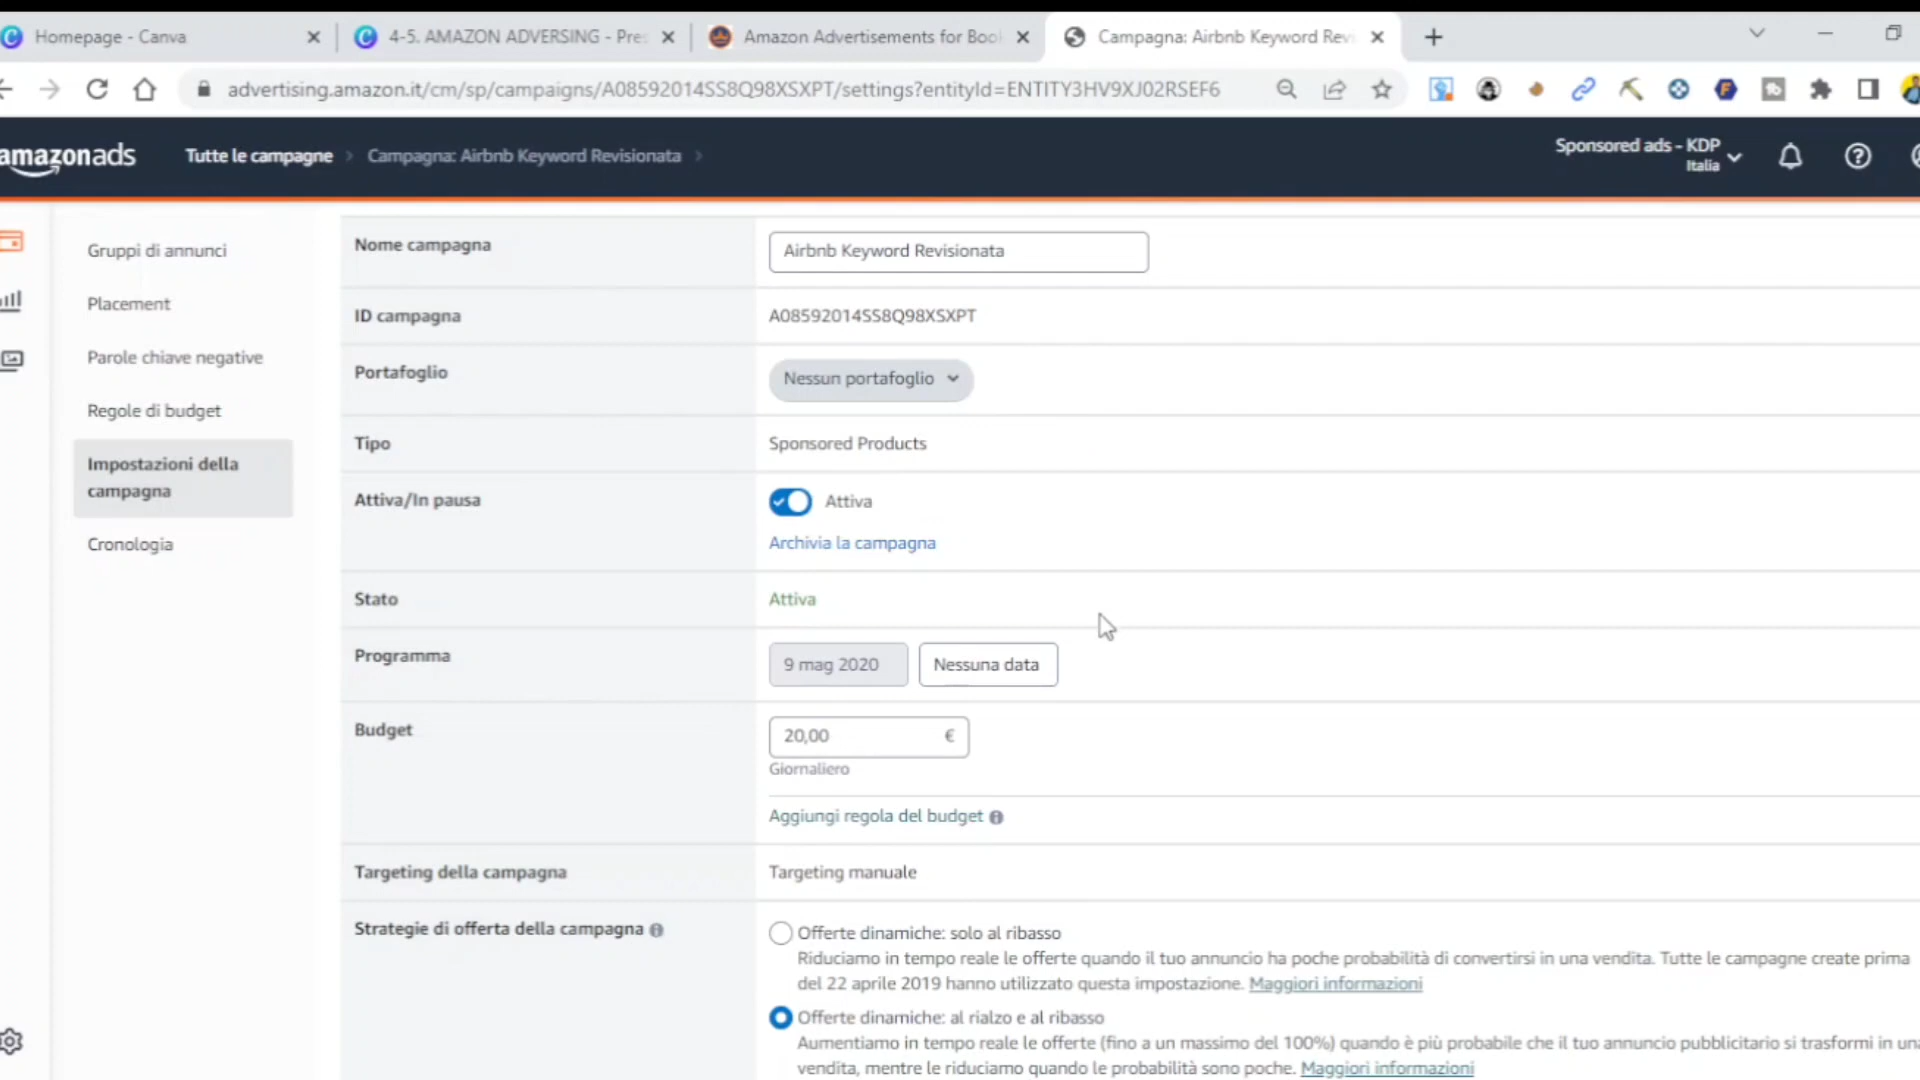 Homepage - Canva
4-5. AMAZON ADVERSING - Pre
Amazon Advertisements for Boo
Campagna: Airbnb Keyword Rev
advertising.amazon.it/cm/sp/campaigns/A08592014SS8Q98XSXPT/settings?entityId=ENTITY3HV9XJ02RSEF6
amazonads
Tutte le campagne
Campagna: Airbnb Keyword Revisionata
Sponsored ads - KDP
Italia
Gruppi di annunci
Placement
Parole chiave negative
Regole di budget
Impostazioni della
campagna
Cronologia
Nome campagna
Airbnb Keyword Revisionata
ID campagna
A08592014SS8Q98XSXPT
Portafoglio
Nessun portafoglio
Tipo
Sponsored Products
Attiva/In pausa
Attiva
Archivia la campagna
Stato
Attiva
Programma
9 mag 2020
Nessuna data
Budget
20,00 €
Giornaliero
Aggiungi regola del budget
Targeting della campagna
Targeting manuale
Strategie di offerta della campagna
Offerte dinamiche: solo al ribasso
Riduciamo in tempo reale le offerte quando il tuo annuncio ha poche probabilità di convertirsi in una vendita. Tutte le campagne create prima
del 22 aprile 2019 hanno utilizzato questa impostazione. Maggiori informazioni
Offerte dinamiche: al rialzo e al ribasso
Aumentiamo in tempo reale le offerte (fino a un massimo del 100%) quando è più probabile che il tuo annuncio pubblicitario si trasformi in una
vendita, mentre le riduciamo quando le probabilità sono poche. Maggiori informazioni